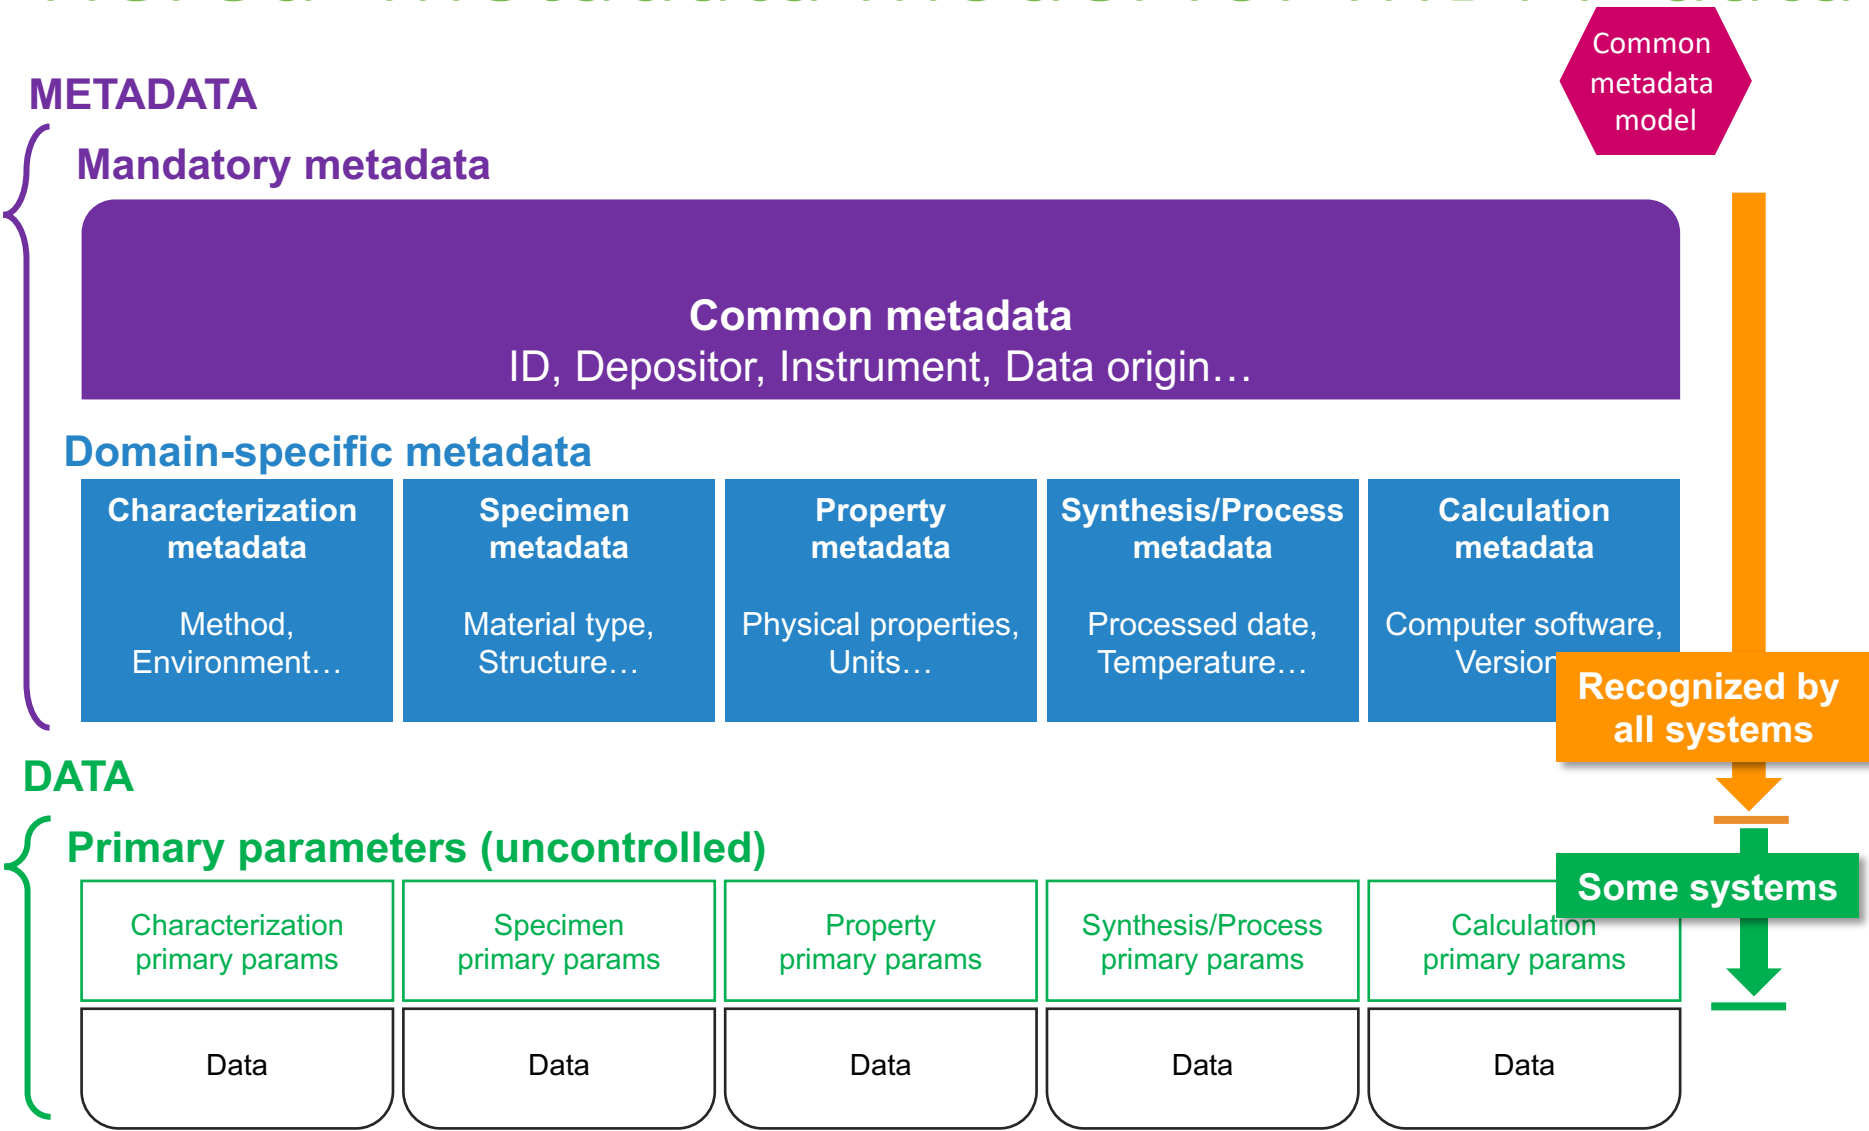 Common
metadata
model
METADATA
Mandatory metadata
Common metadata
ID, Depositor, Instrument, Data origin…
Domain-specific metadata
Characterization
metadata
Method,
Environment…
Specimen
metadata
Material type,
Structure…
Property
metadata
Physical properties,
Units…
Synthesis/Process
metadata
Processed date,
Temperature…
Calculation
metadata
Computer software,
Version
Recognized by
all systems
DATA
Primary parameters (uncontrolled)
Some systems
Characterization
primary params
Specimen
primary params
Property
primary params
Synthesis/Process
primary params
Calculation
primary params
Data
Data
Data
Data
Data